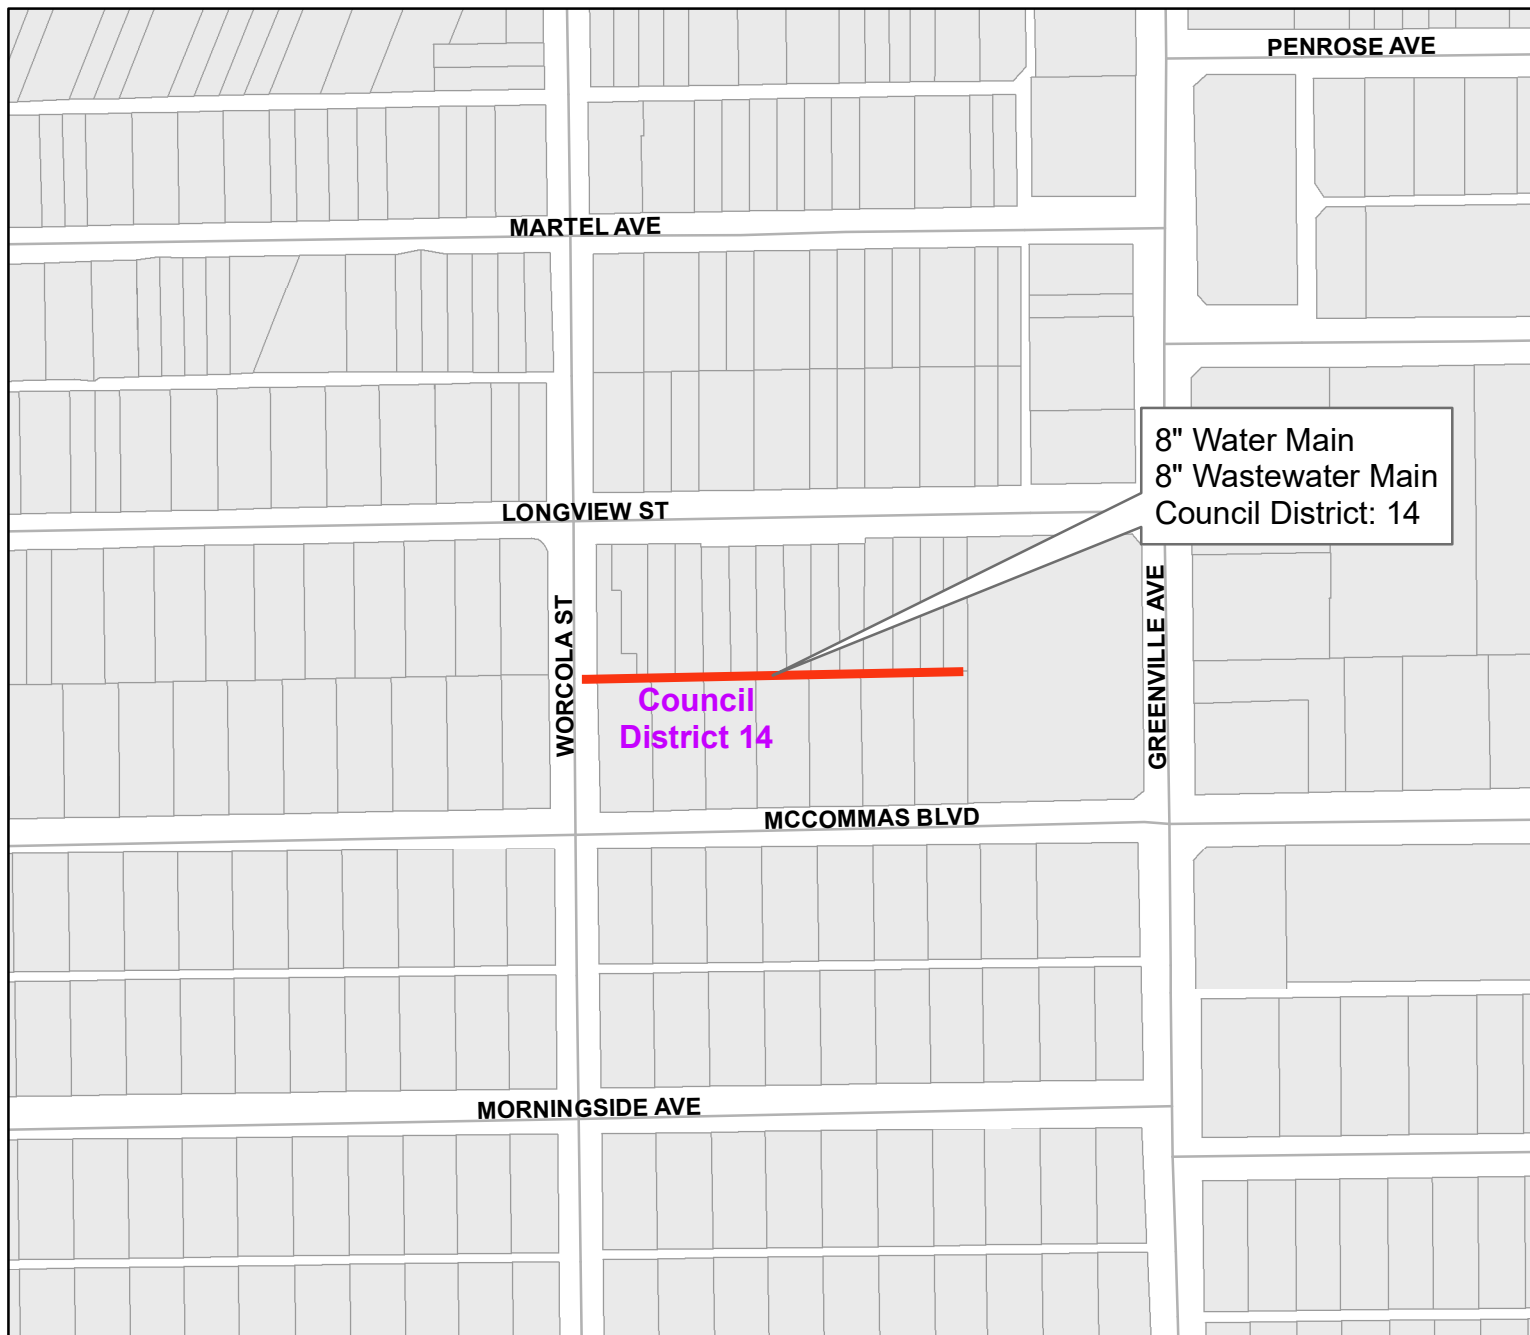 PENROSE AVE
MARTEL AVE
8" Water Main
8" Wastewater Main
Council District: 14
LONGVIEW ST
WORCOLA ST
GREENVILLE AVE
Council
District 14
MCCOMMAS BLVD
MORNINGSIDE AVE